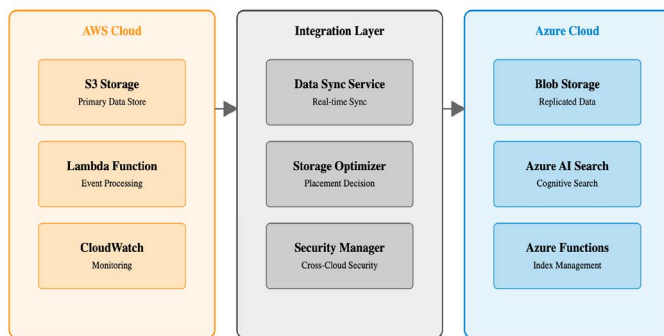 AWS Cloud
S3 Storage
Primary Data Store
Lambda Function
Event Processing
CloudWatch
Monitoring
Integration Layer
Data Sync Service
Real-time Sync
Storage Optimizer
Placement Decision
Security Manager
Cross-Cloud Security
Azure Cloud
Blob Storage
Replicated Data
Azure AI Search
Cognitive Search
Azure Functions
Index Management